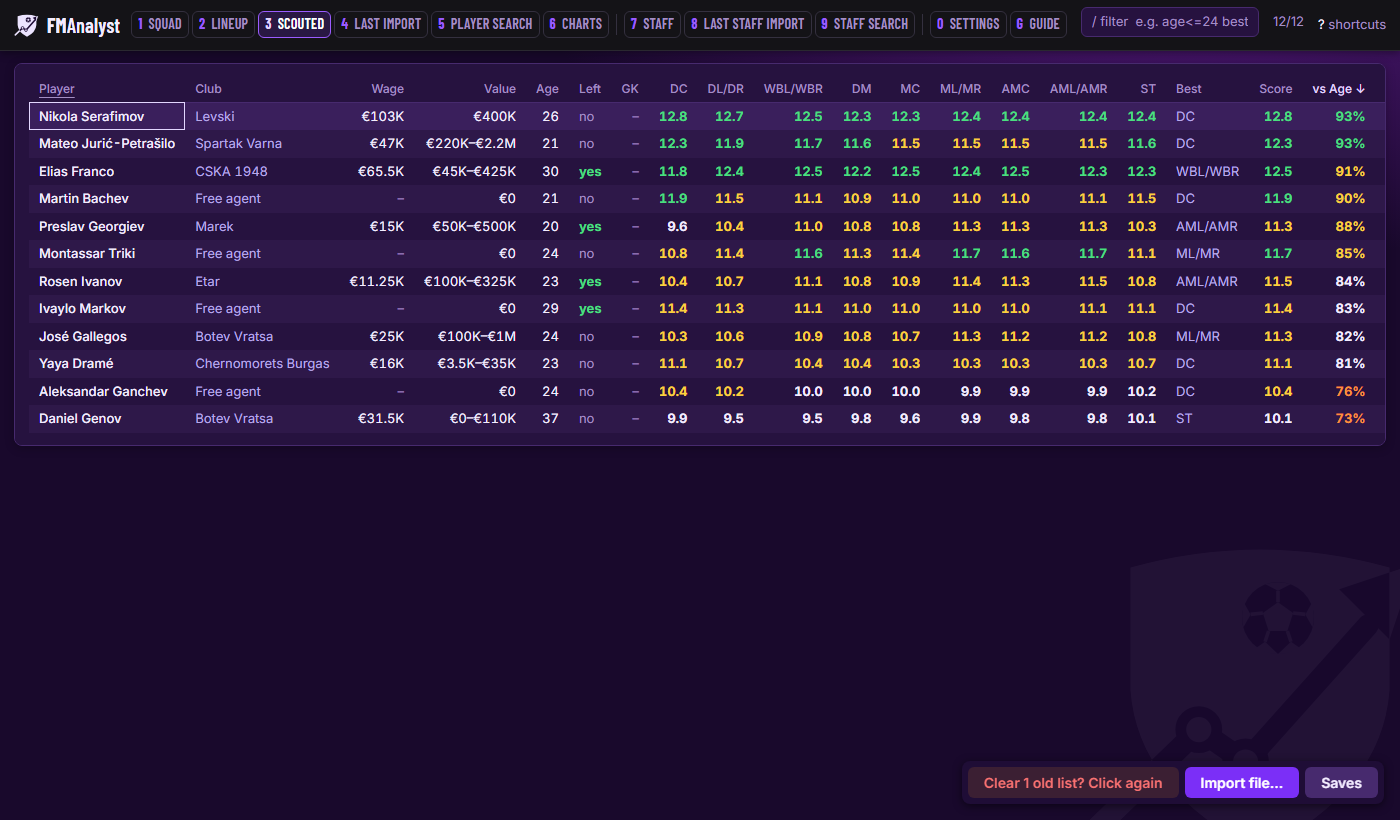 FMAnalyst 1 SQUAD 2 LINEUP 3 SCOUTED 4 LAST IMPORT 5 PLAYER SEARCH 6 CHARTS 7 STAFF 8 LAST STAFF IMPORT 9 STAFF SEARCH 0 SETTINGS G GUIDE / filter e.g. age<=24 best 12/12 ? shortcuts
Player Club Wage Value Age Left GK DC DL/DR WBL/WBR DM MC ML/MR AMC AML/AMR ST Best Score vs Age ↓
Nikola Serafimov Levski €103K €400K 26 no – 12.8 12.7 12.5 12.3 12.3 12.4 12.4 12.4 12.4 DC 12.8 93%
Mateo Jurić-Petrašilo Spartak Varna €47K €220K–€2.2M 21 no – 12.3 11.9 11.7 11.6 11.5 11.5 11.5 11.5 11.6 DC 12.3 93%
Elias Franco CSKA 1948 €65.5K €45K–€425K 30 yes – 11.8 12.4 12.5 12.2 12.5 12.4 12.5 12.3 12.3 WBL/WBR 12.5 91%
Martin Bachev Free agent – €0 21 no – 11.9 11.5 11.1 10.9 11.0 11.0 11.0 11.1 11.5 DC 11.9 90%
Preslav Georgiev Marek €15K €50K–€500K 20 yes – 9.6 10.4 11.0 10.8 10.8 11.3 11.3 11.3 10.3 AML/AMR 11.3 88%
Montassar Triki Free agent – €0 24 no – 10.8 11.4 11.6 11.3 11.4 11.7 11.6 11.7 11.1 ML/MR 11.7 85%
Rosen Ivanov Etar €11.25K €100K–€325K 23 yes – 10.4 10.7 11.1 10.8 10.9 11.4 11.3 11.5 10.8 AML/AMR 11.5 84%
Ivaylo Markov Free agent – €0 29 yes – 11.4 11.3 11.1 11.0 11.0 11.0 11.0 11.1 11.1 DC 11.4 83%
José Gallegos Botev Vratsa €25K €100K–€1M 24 no – 10.3 10.6 10.9 10.8 10.7 11.3 11.2 11.2 10.8 ML/MR 11.3 82%
Yaya Dramé Chernomorets Burgas €16K €3.5K–€35K 23 no – 11.1 10.7 10.4 10.4 10.3 10.3 10.3 10.3 10.7 DC 11.1 81%
Aleksandar Ganchev Free agent – €0 24 no – 10.4 10.2 10.0 10.0 10.0 9.9 9.9 9.9 10.2 DC 10.4 76%
Daniel Genov Botev Vratsa €31.5K €0–€110K 37 no – 9.9 9.5 9.5 9.8 9.6 9.9 9.8 9.8 10.1 ST 10.1 73%
Clear 1 old list? Click again Import file... Saves